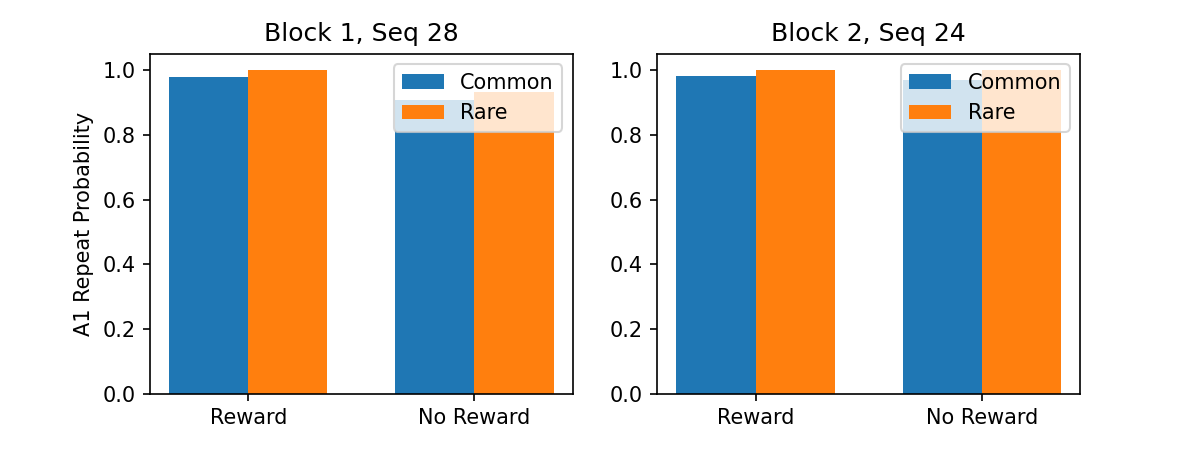 Block 1, Seq 28
A1 Repeat Probability
1.0
0.8
0.6
0.4
0.2
0.0
Common
Rare
Reward
No Reward
Block 2, Seq 24
1.0
0.8
0.6
0.4
0.2
0.0
Common
Rare
Reward
No Reward